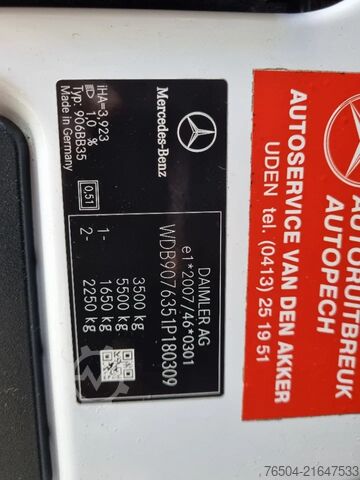 Mercedes-Benz
iHA=3,923
1,0 %
Typ: 906BB35
Made in Germany
0,51
DAIMLER AG
e1*2007/46*0301
WDB9076351P180309
3500 kg
5500 kg
1- 1650 kg
2- 2250 kg
RUITBREUK
AUTOPECH
AUTOSERVICE VAN DEN AKKER
UDEN tel. (0413) 25 19 51
76504-21647533